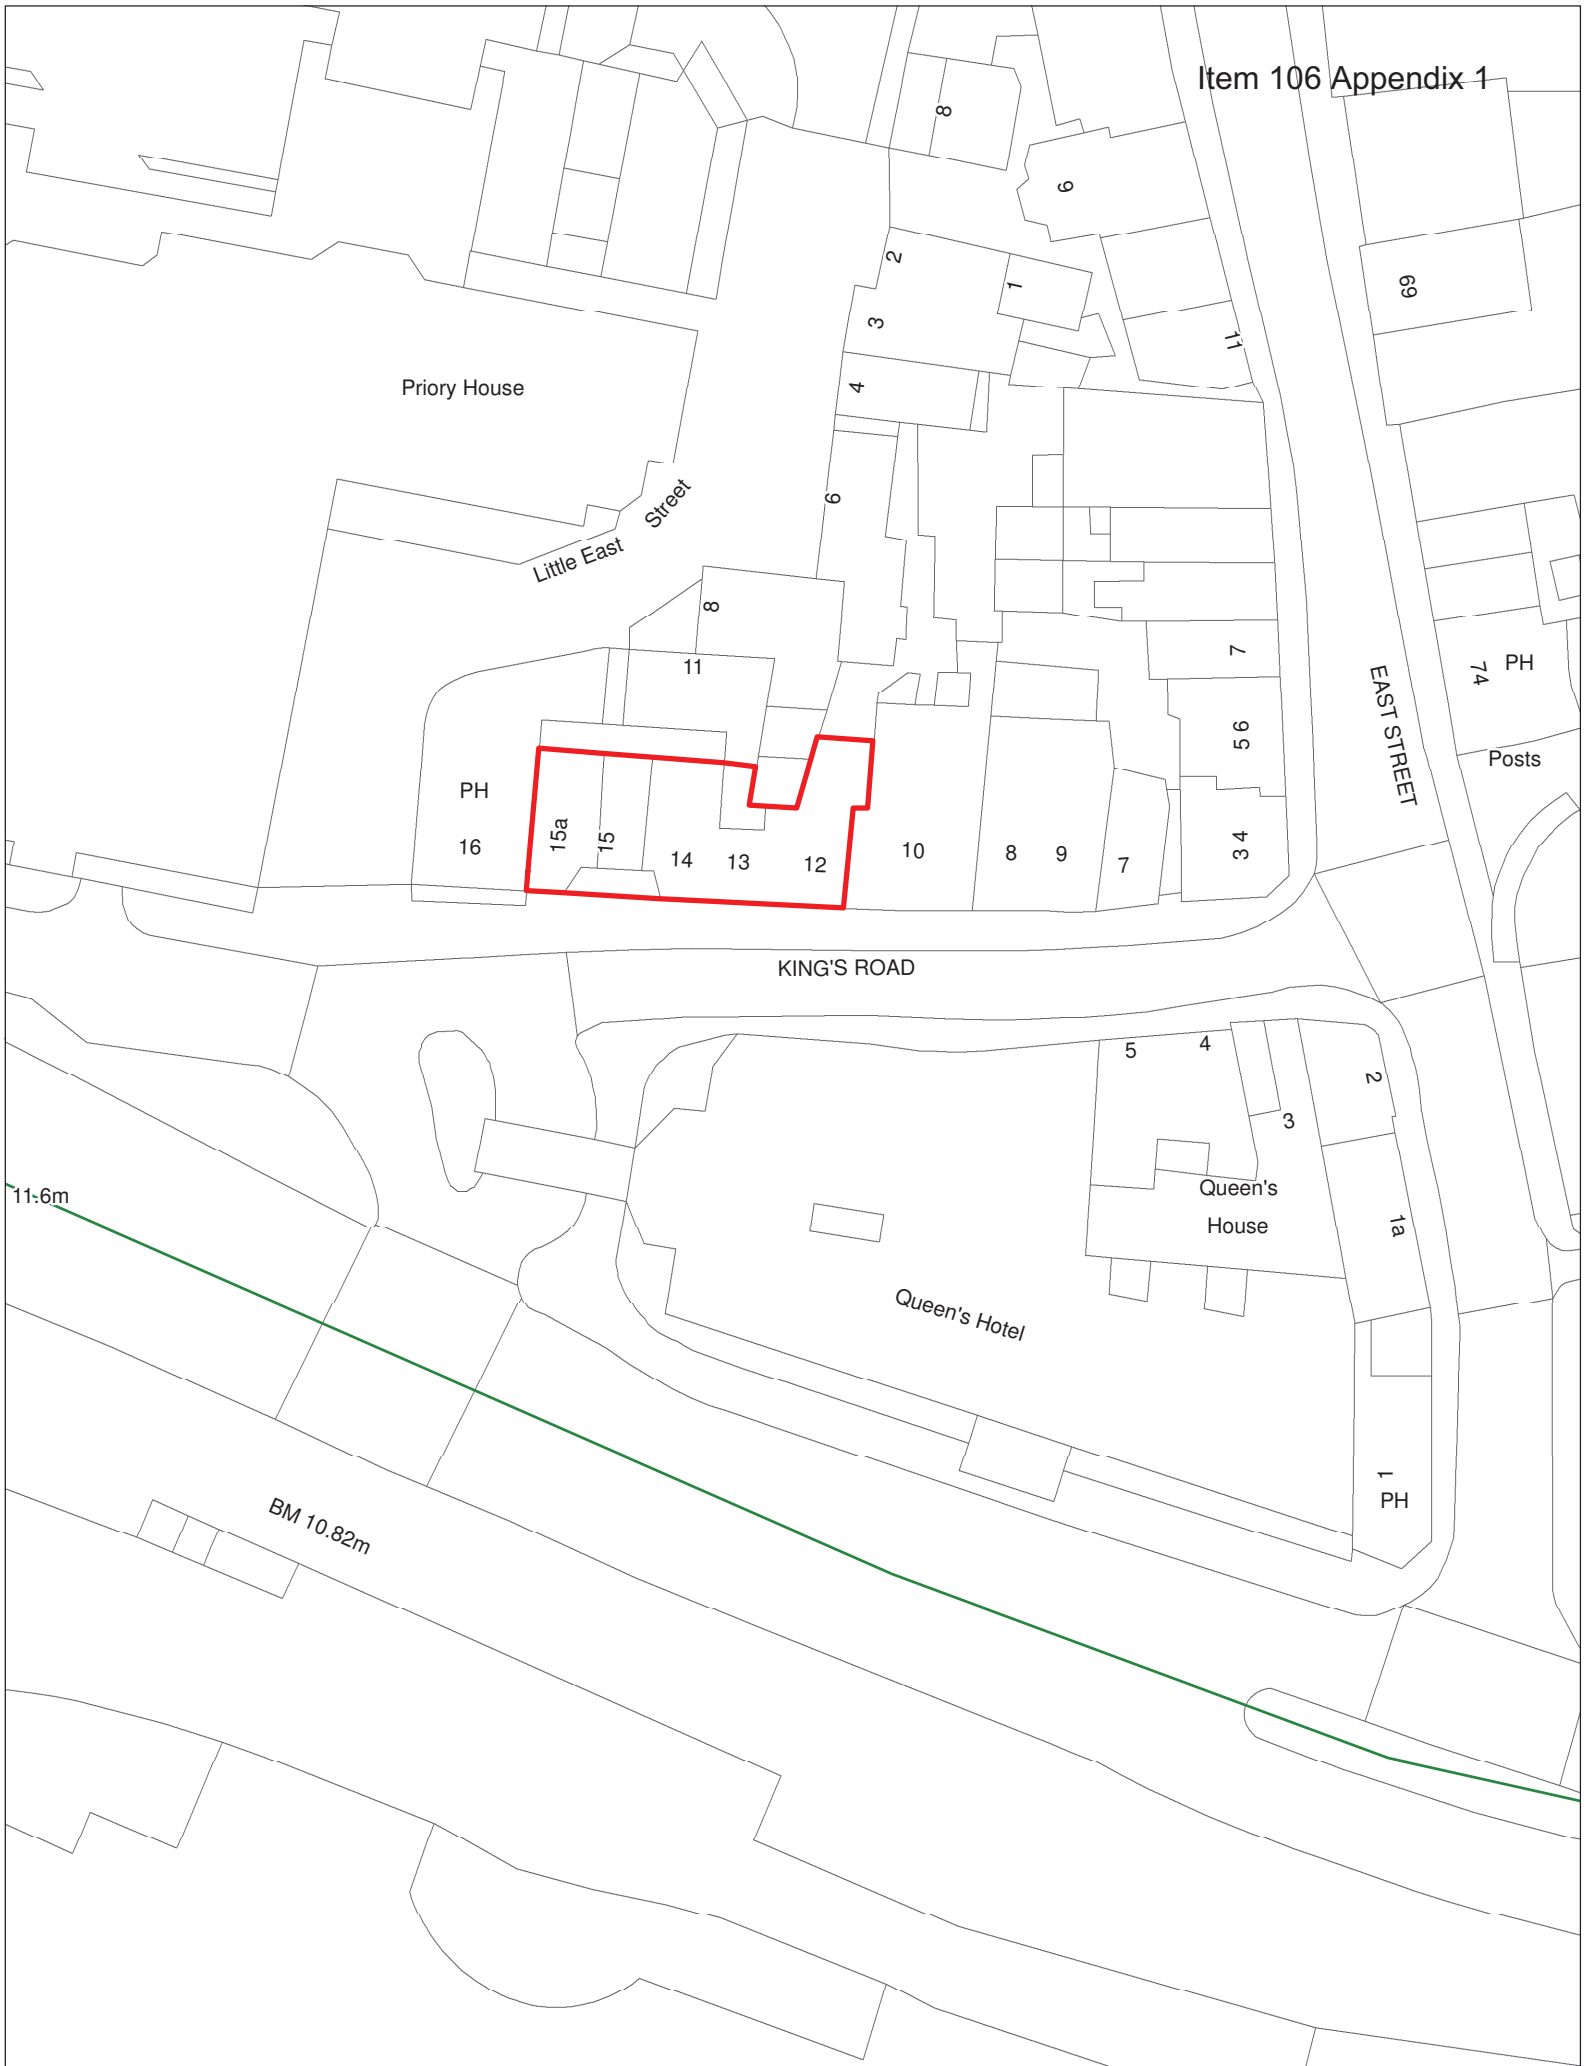 Item 106 Appendix 1
8
6
2
1
3
11
69
Priory House
4
6
Street
Little East
8
11
7
74
PH
5 6
EAST STREET
Posts
PH
16
15a
15
14
13
12
10
8
9
7
3 4
KING'S ROAD
5
4
2
3
Queen's
House
1a
11.6m
Queen's Hotel
1
PH
BM 10.82m